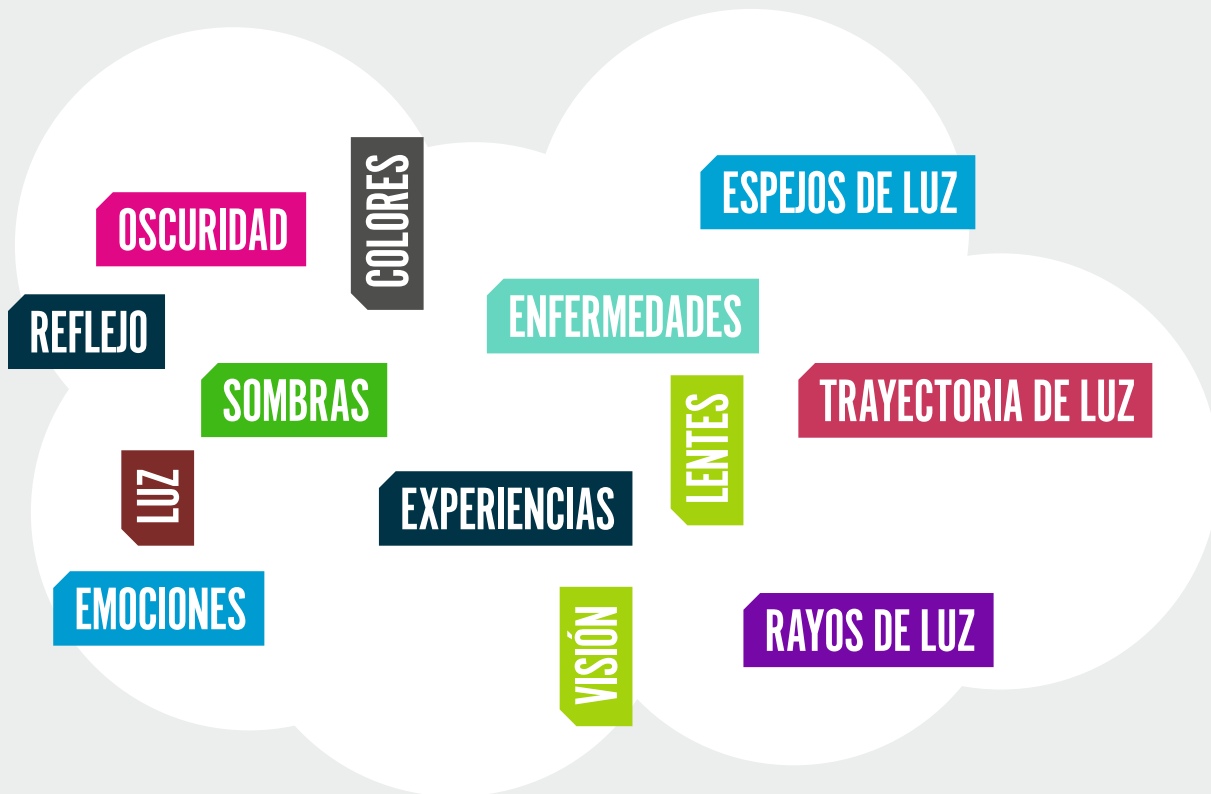 COLORES
ESPEJOS DE LUZ
OSCURIDAD
ENFERMEDADES
REFLEJO
SOMBRAS
TRAYECTORIA DE LUZ
LENTES
LUZ
EXPERIENCIAS
EMOCIONES
VISIÓN
RAYOS DE LUZ